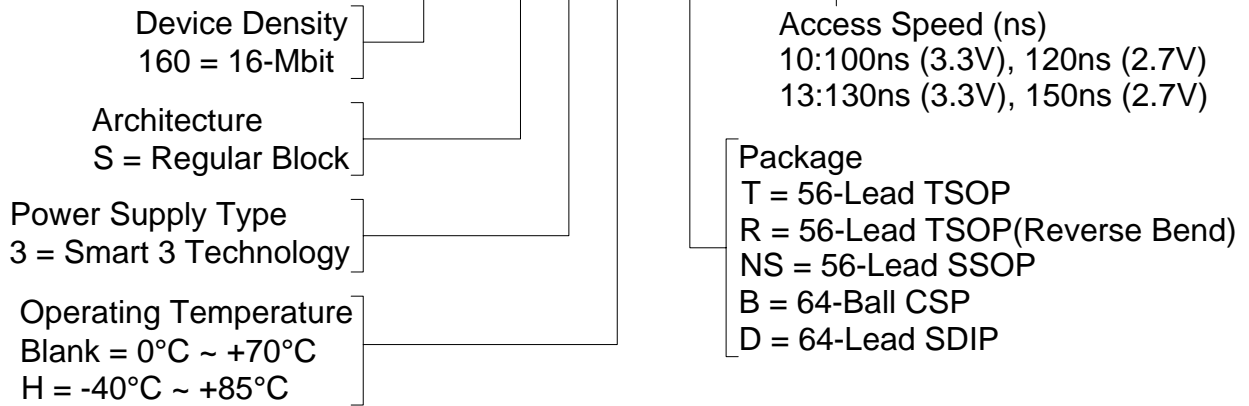 Device Density
160 = 16-Mbit
Architecture
S = Regular Block
Power Supply Type
3 = Smart 3 Technology
Operating Temperature
Blank = 0°C ~ +70°C
H = -40°C ~ +85°C
Access Speed (ns)
10:100ns (3.3V), 120ns (2.7V)
13:130ns (3.3V), 150ns (2.7V)
Package
T = 56-Lead TSOP
R = 56-Lead TSOP(Reverse Bend)
NS = 56-Lead SSOP
B = 64-Ball CSP
D = 64-Lead SDIP